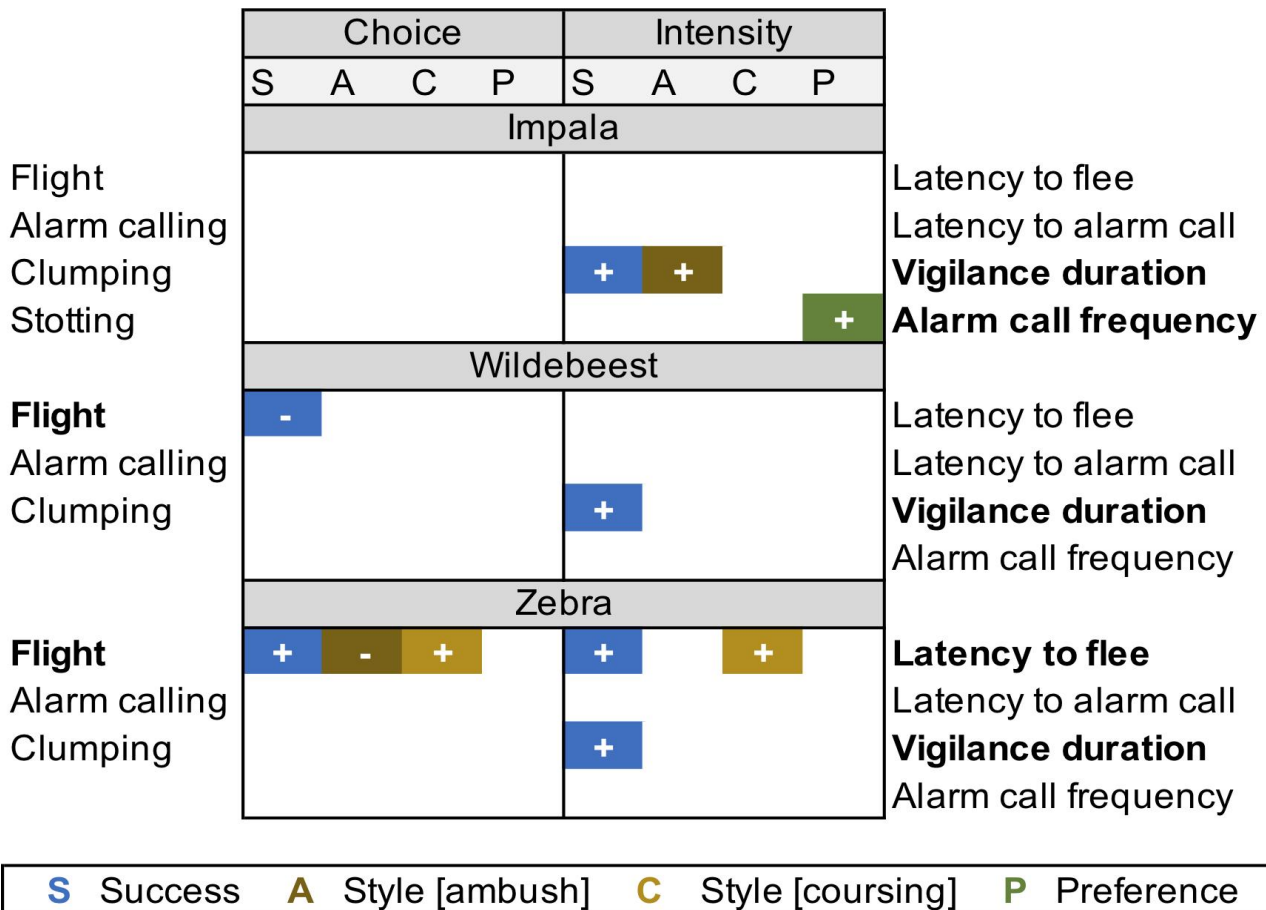 Choice Intensity
S A C P S A C P
Impala
Flight Latency to flee
Alarm calling Latency to alarm call
Clumping + + Vigilance duration
Stotting + Alarm call frequency
Wildebeest
Flight - Latency to flee
Alarm calling Latency to alarm call
Clumping + Vigilance duration
Alarm call frequency
Zebra
Flight + - + + + Latency to flee
Alarm calling Latency to alarm call
Clumping + Vigilance duration
Alarm call frequency
S Success A Style [ambush] C Style [coursing] P Preference